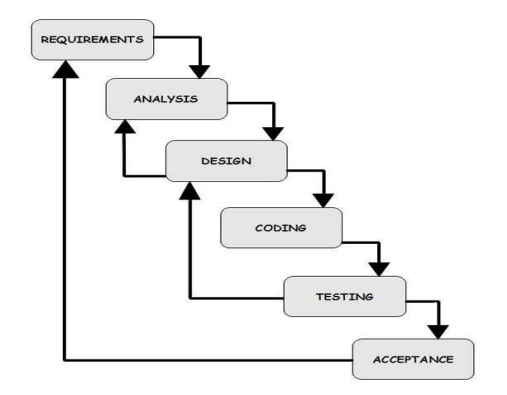 REQUIREMENTS
ANALYSIS
DESIGN
CODING
TESTING
ACCEPTANCE